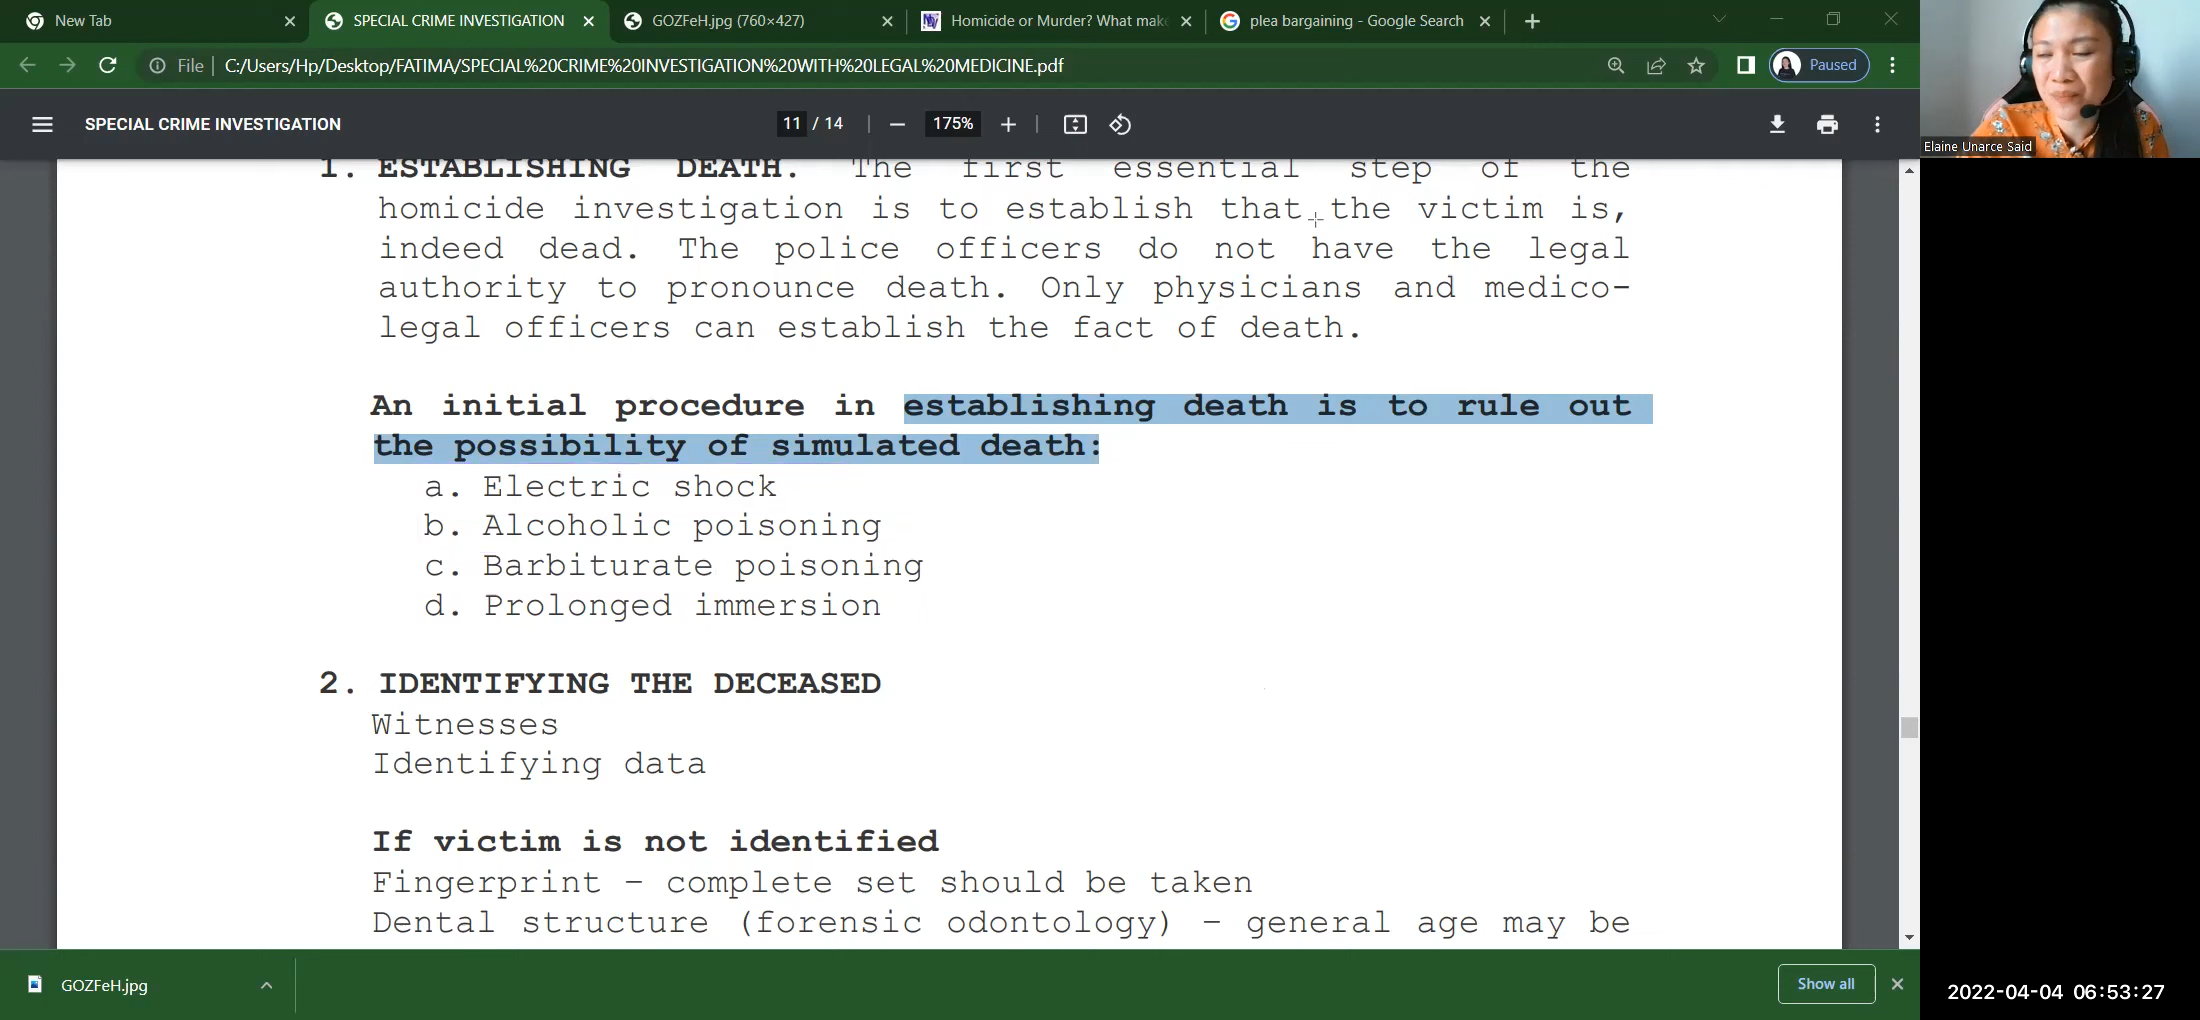 New Tab
SPECIAL CRIME INVESTIGATION
GOZFeH.jpg (760×427)
Homicide or Murder? What make
plea bargaining - Google Search
File | C:/Users/Hp/Desktop/FATIMA/SPECIAL%20CRIME%20INVESTIGATION%20WITH%20LEGAL%20MEDICINE.pdf
Paused
SPECIAL CRIME INVESTIGATION
11 / 14
175%
Elaine Unarce Said
1. ESTABLISHING DEATH. The first essential step of the
homicide investigation is to establish that the victim is,
indeed dead. The police officers do not have the legal
authority to pronounce death. Only physicians and medico-
legal officers can establish the fact of death.
An initial procedure in establishing death is to rule out
the possibility of simulated death:
a. Electric shock
b. Alcoholic poisoning
c. Barbiturate poisoning
d. Prolonged immersion
2. IDENTIFYING THE DECEASED
Witnesses
Identifying data
If victim is not identified
Fingerprint – complete set should be taken
Dental structure (forensic odontology) – general age may be
GOZFeH.jpg
Show all
2022-04-04 06:53:27